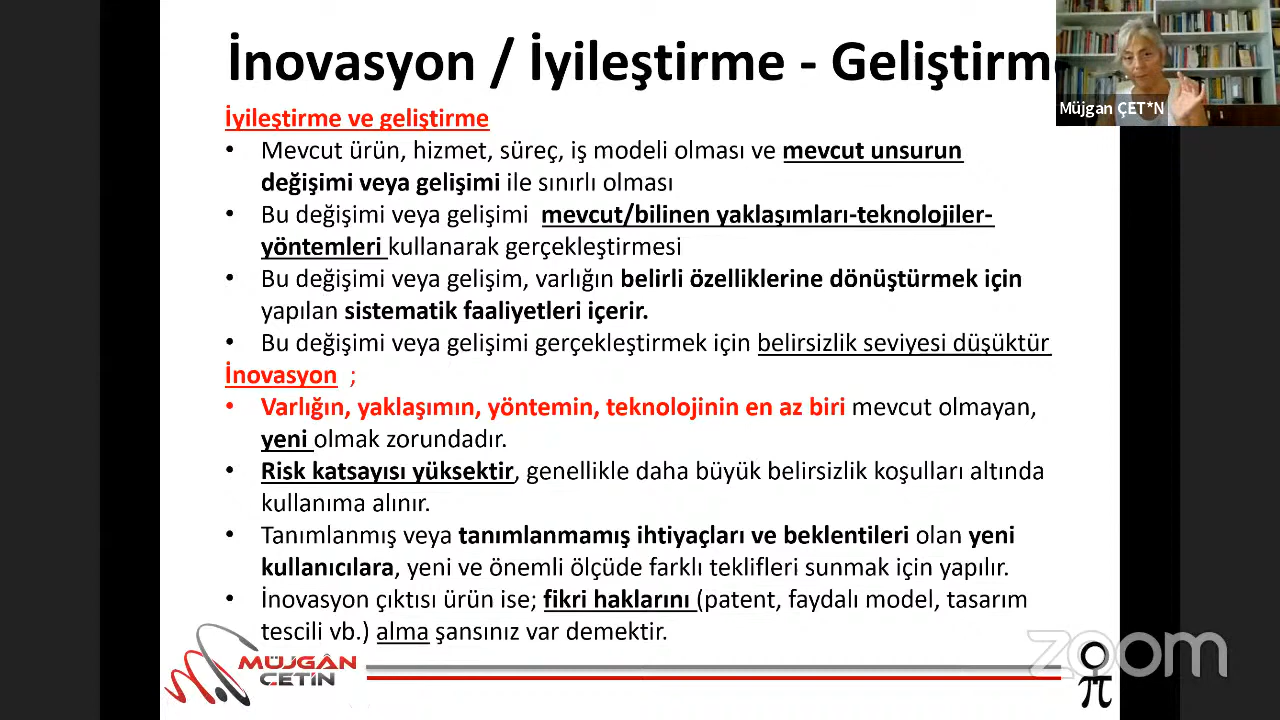 İnovasyon / İyileştirme - Geliştirm
Müjgan ÇET*N
İyileştirme ve geliştirme
• Mevcut ürün, hizmet, süreç, iş modeli olması ve mevcut unsurun
değişimi veya gelişimi ile sınırlı olması
• Bu değişimi veya gelişimi mevcut/bilinen yaklaşımları-teknolojiler-
yöntemleri kullanarak gerçekleştirmesi
• Bu değişimi veya gelişim, varlığın belirli özelliklerine dönüştürmek için
yapılan sistematik faaliyetleri içerir.
• Bu değişimi veya gelişimi gerçekleştirmek için belirsizlik seviyesi düşüktür
İnovasyon ;
• Varlığın, yaklaşımın, yöntemin, teknolojinin en az biri mevcut olmayan,
yeni olmak zorundadır.
• Risk katsayısı yüksektir, genellikle daha büyük belirsizlik koşulları altında
kullanıma alınır.
• Tanımlanmış veya tanımlanmamış ihtiyaçları ve beklentileri olan yeni
kullanıcılara, yeni ve önemli ölçüde farklı teklifleri sunmak için yapılır.
• İnovasyon çıktısı ürün ise; fikri haklarını (patent, faydalı model, tasarım
tescili vb.) alma şansınız var demektir.
MÜJGÂN
ÇETİN
zoom
π